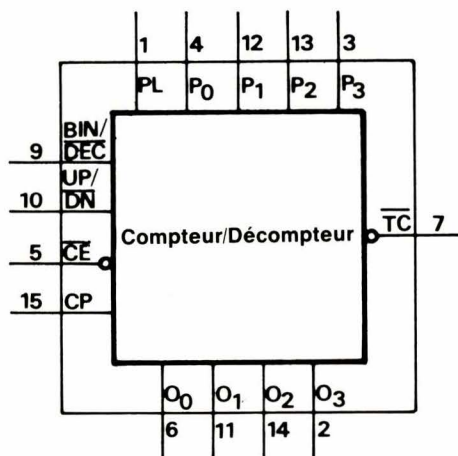 1 4 12 13 3
PL P0 P1 P2 P3
BIN/
9 DEC
UP/
10 DN
Compteur/Décompteur
TC 7
5 CE
15 CP
O0 O1 O2 O3
6 11 14 2